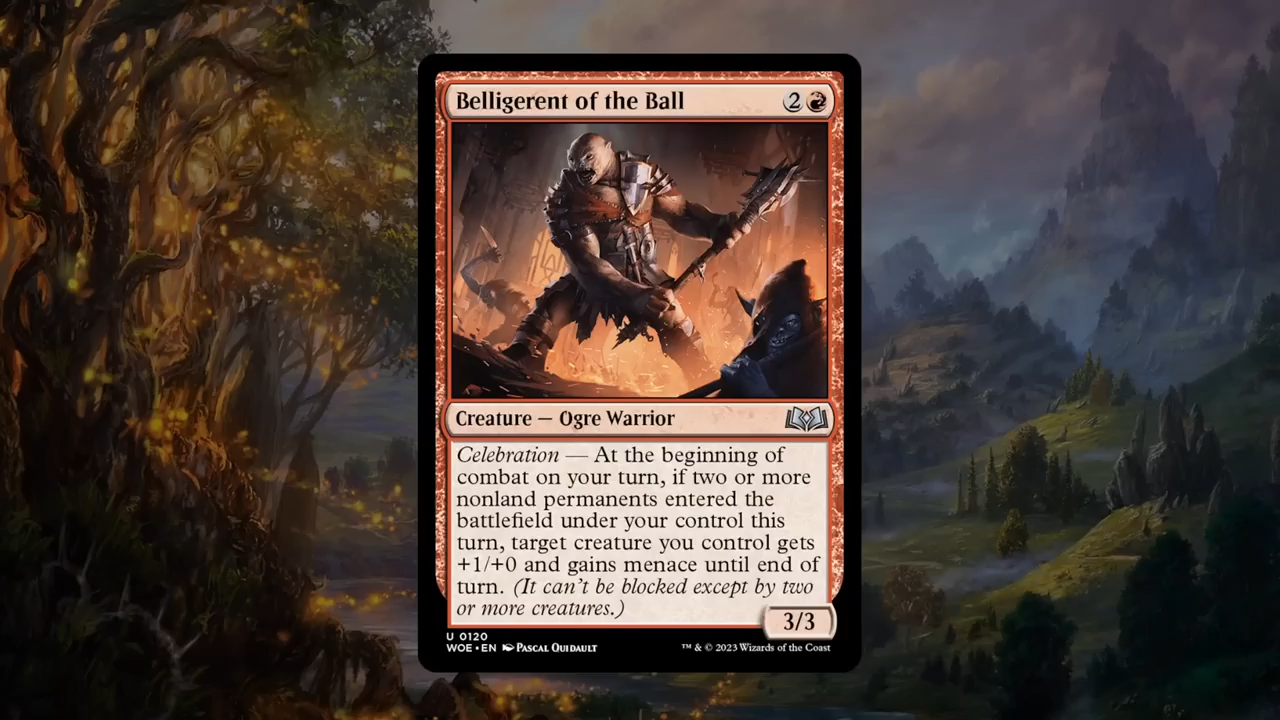 Belligerent of the Ball 2
Creature — Ogre Warrior
Celebration — At the beginning of
combat on your turn, if two or more
nonland permanents entered the
battlefield under your control this
turn, target creature you control gets
+1/+0 and gains menace until end of
turn. (It can't be blocked except by two
or more creatures.)
3/3
U 0120
WOE • EN Pascal Quidault ™ & © 2023 Wizards of the Coast